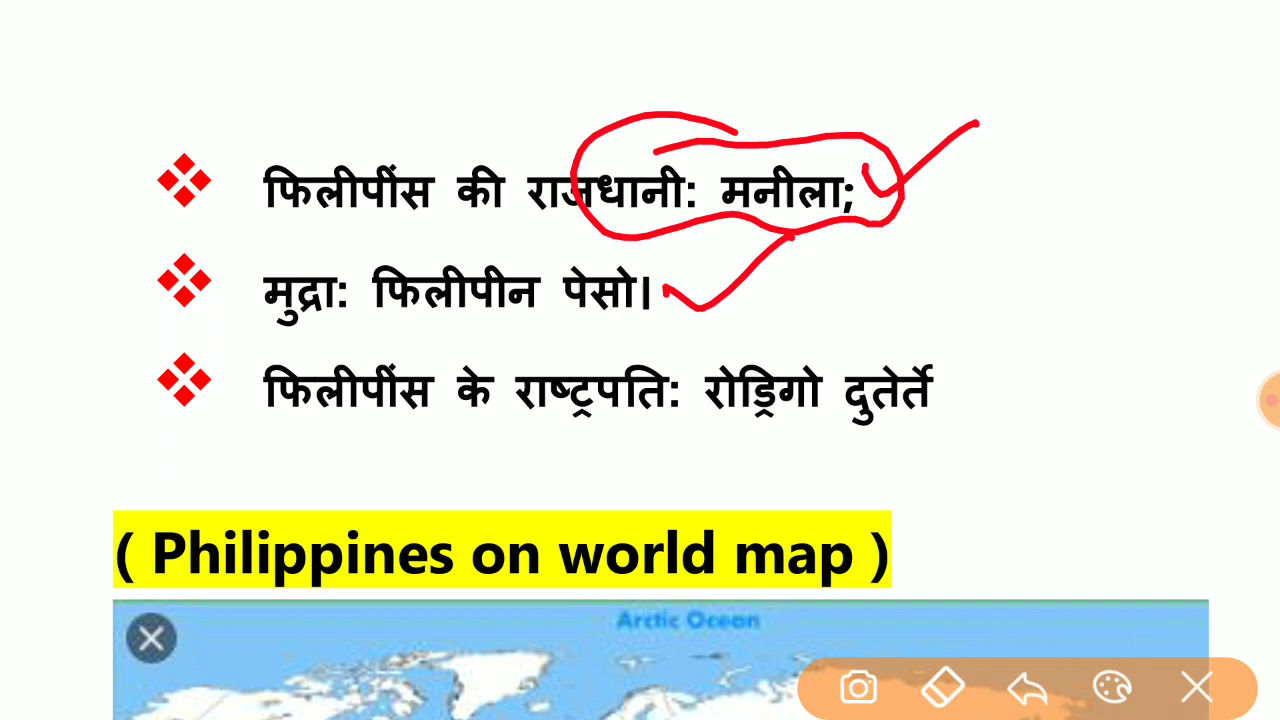 फिलीपींस की राजधानी: मनीला;
मुद्रा: फिलीपीन पेसो।
फिलीपींस के राष्ट्रपति: रोड्रिगो दुतेर्ते
( Philippines on world map )
Arctic Ocean